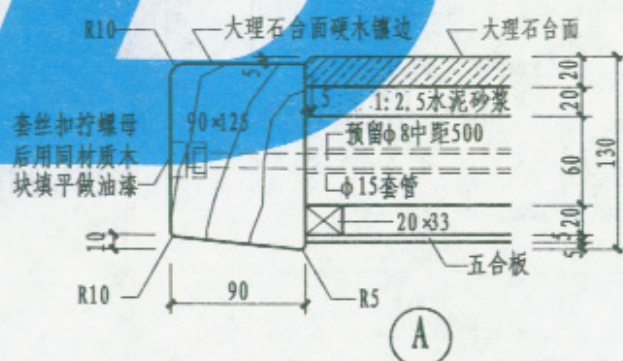 R10
大理石台面硬木镶边
大理石台面
5
20
套丝扣拧螺母
后用同材质木
块填平做油漆
90×125
5
1:2.5水泥砂浆
20
预留φ8中距500
60
130
φ15套管
20×33
20
10
5
5
五合板
R10
90
R5
A